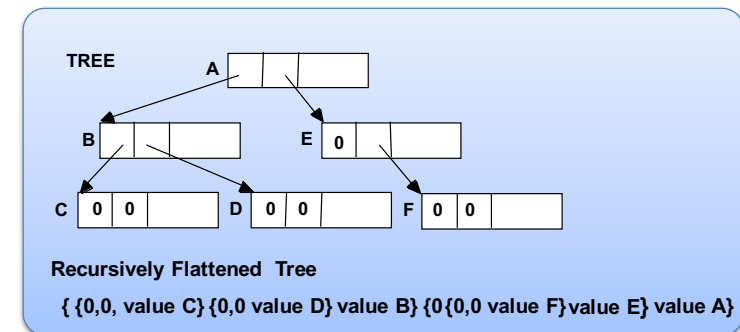 TREE
A
B
E
0
C
0 0
D
0 0
F
0 0
Recursively Flattened Tree
{ {0,0, value C} {0,0 value D} value B} {0{0,0 value F}value E} value A}